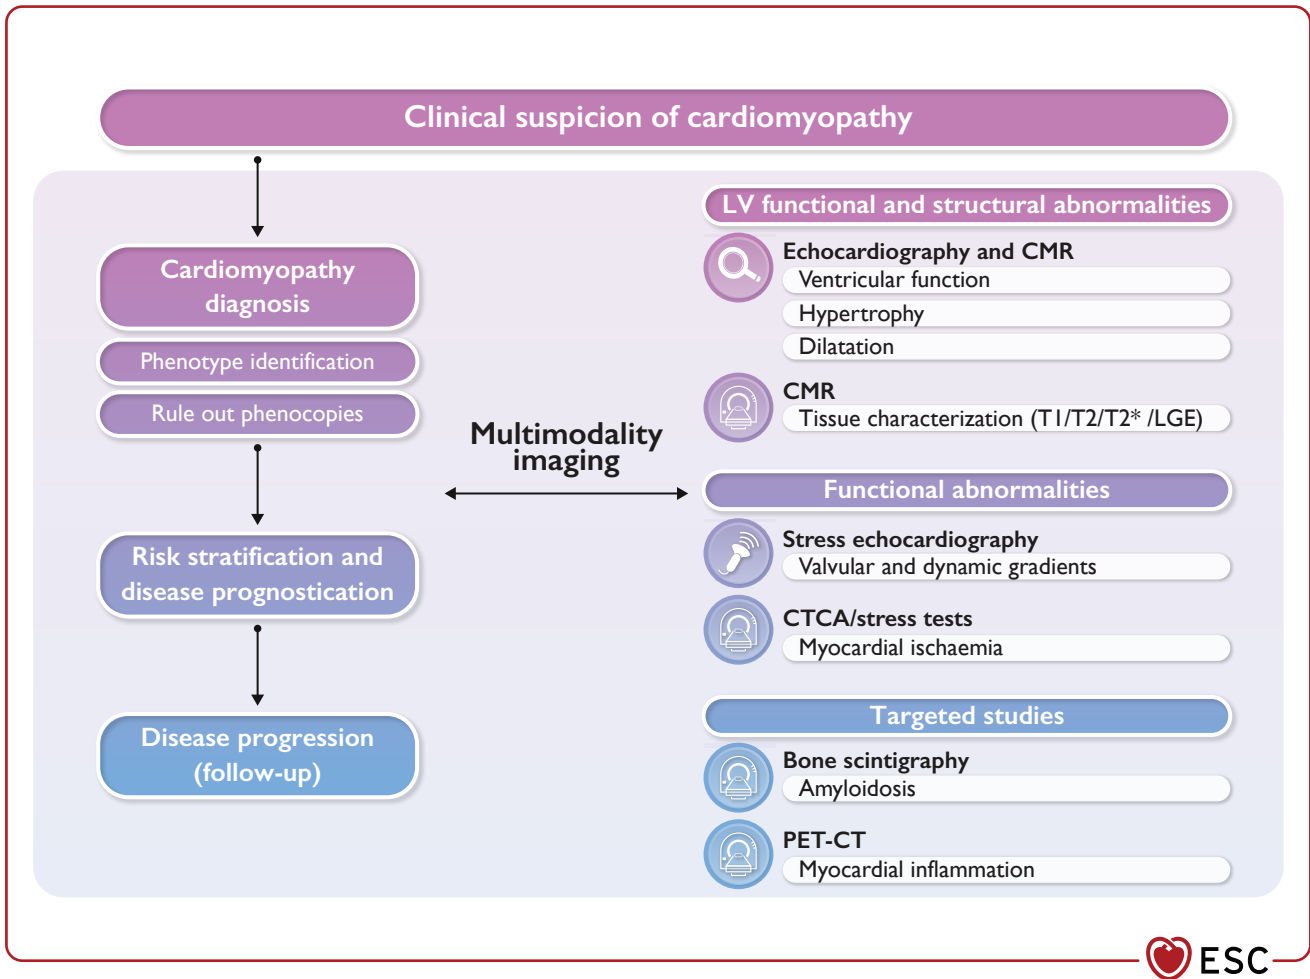 Clinical suspicion of cardiomyopathy
Cardiomyopathy
diagnosis
Phenotype identification
Rule out phenocopies
Risk stratification and
disease prognostication
Disease progression
(follow-up)
Multimodality
imaging
LV functional and structural abnormalities
Echocardiography and CMR
Ventricular function
Hypertrophy
Dilatation
CMR
Tissue characterization (T1/T2/T2* /LGE)
Functional abnormalities
Stress echocardiography
Valvular and dynamic gradients
CTCA/stress tests
Myocardial ischaemia
Targeted studies
Bone scintigraphy
Amyloidosis
PET-CT
Myocardial inflammation
ESC